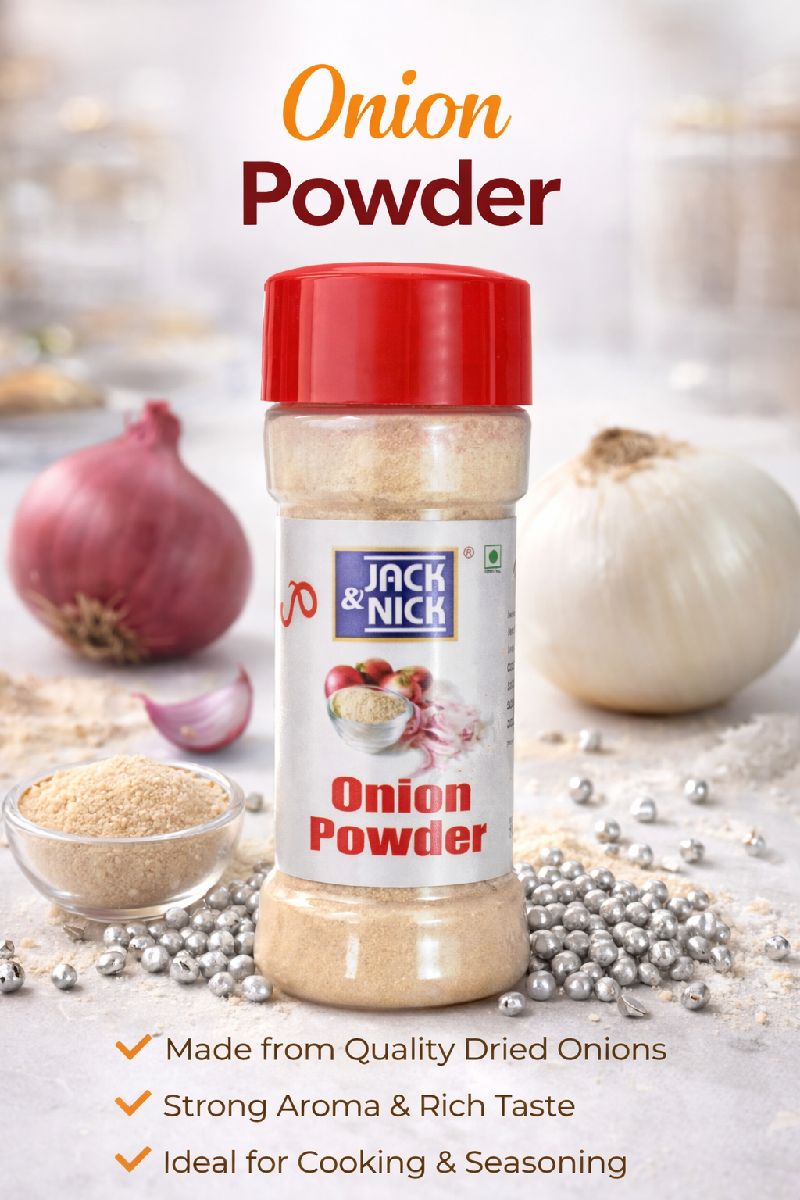 Onion
Powder
JACK
& NICK
®
Onion
Powder
Made from Quality Dried Onions
Strong Aroma & Rich Taste
Ideal for Cooking & Seasoning